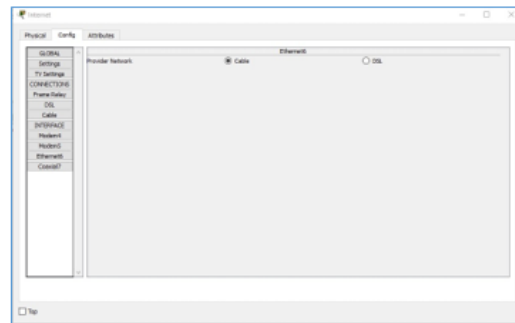 Internet
Physical Config Attributes
GLOBAL
Settings
TV Settings
CONNECTIONS
Frame Relay
DSL
Cable
INTERFACE
Modem4
Modem5
Ethernet6
Coaxial7
Ethernet6
Provider Network Cable DSL
Top